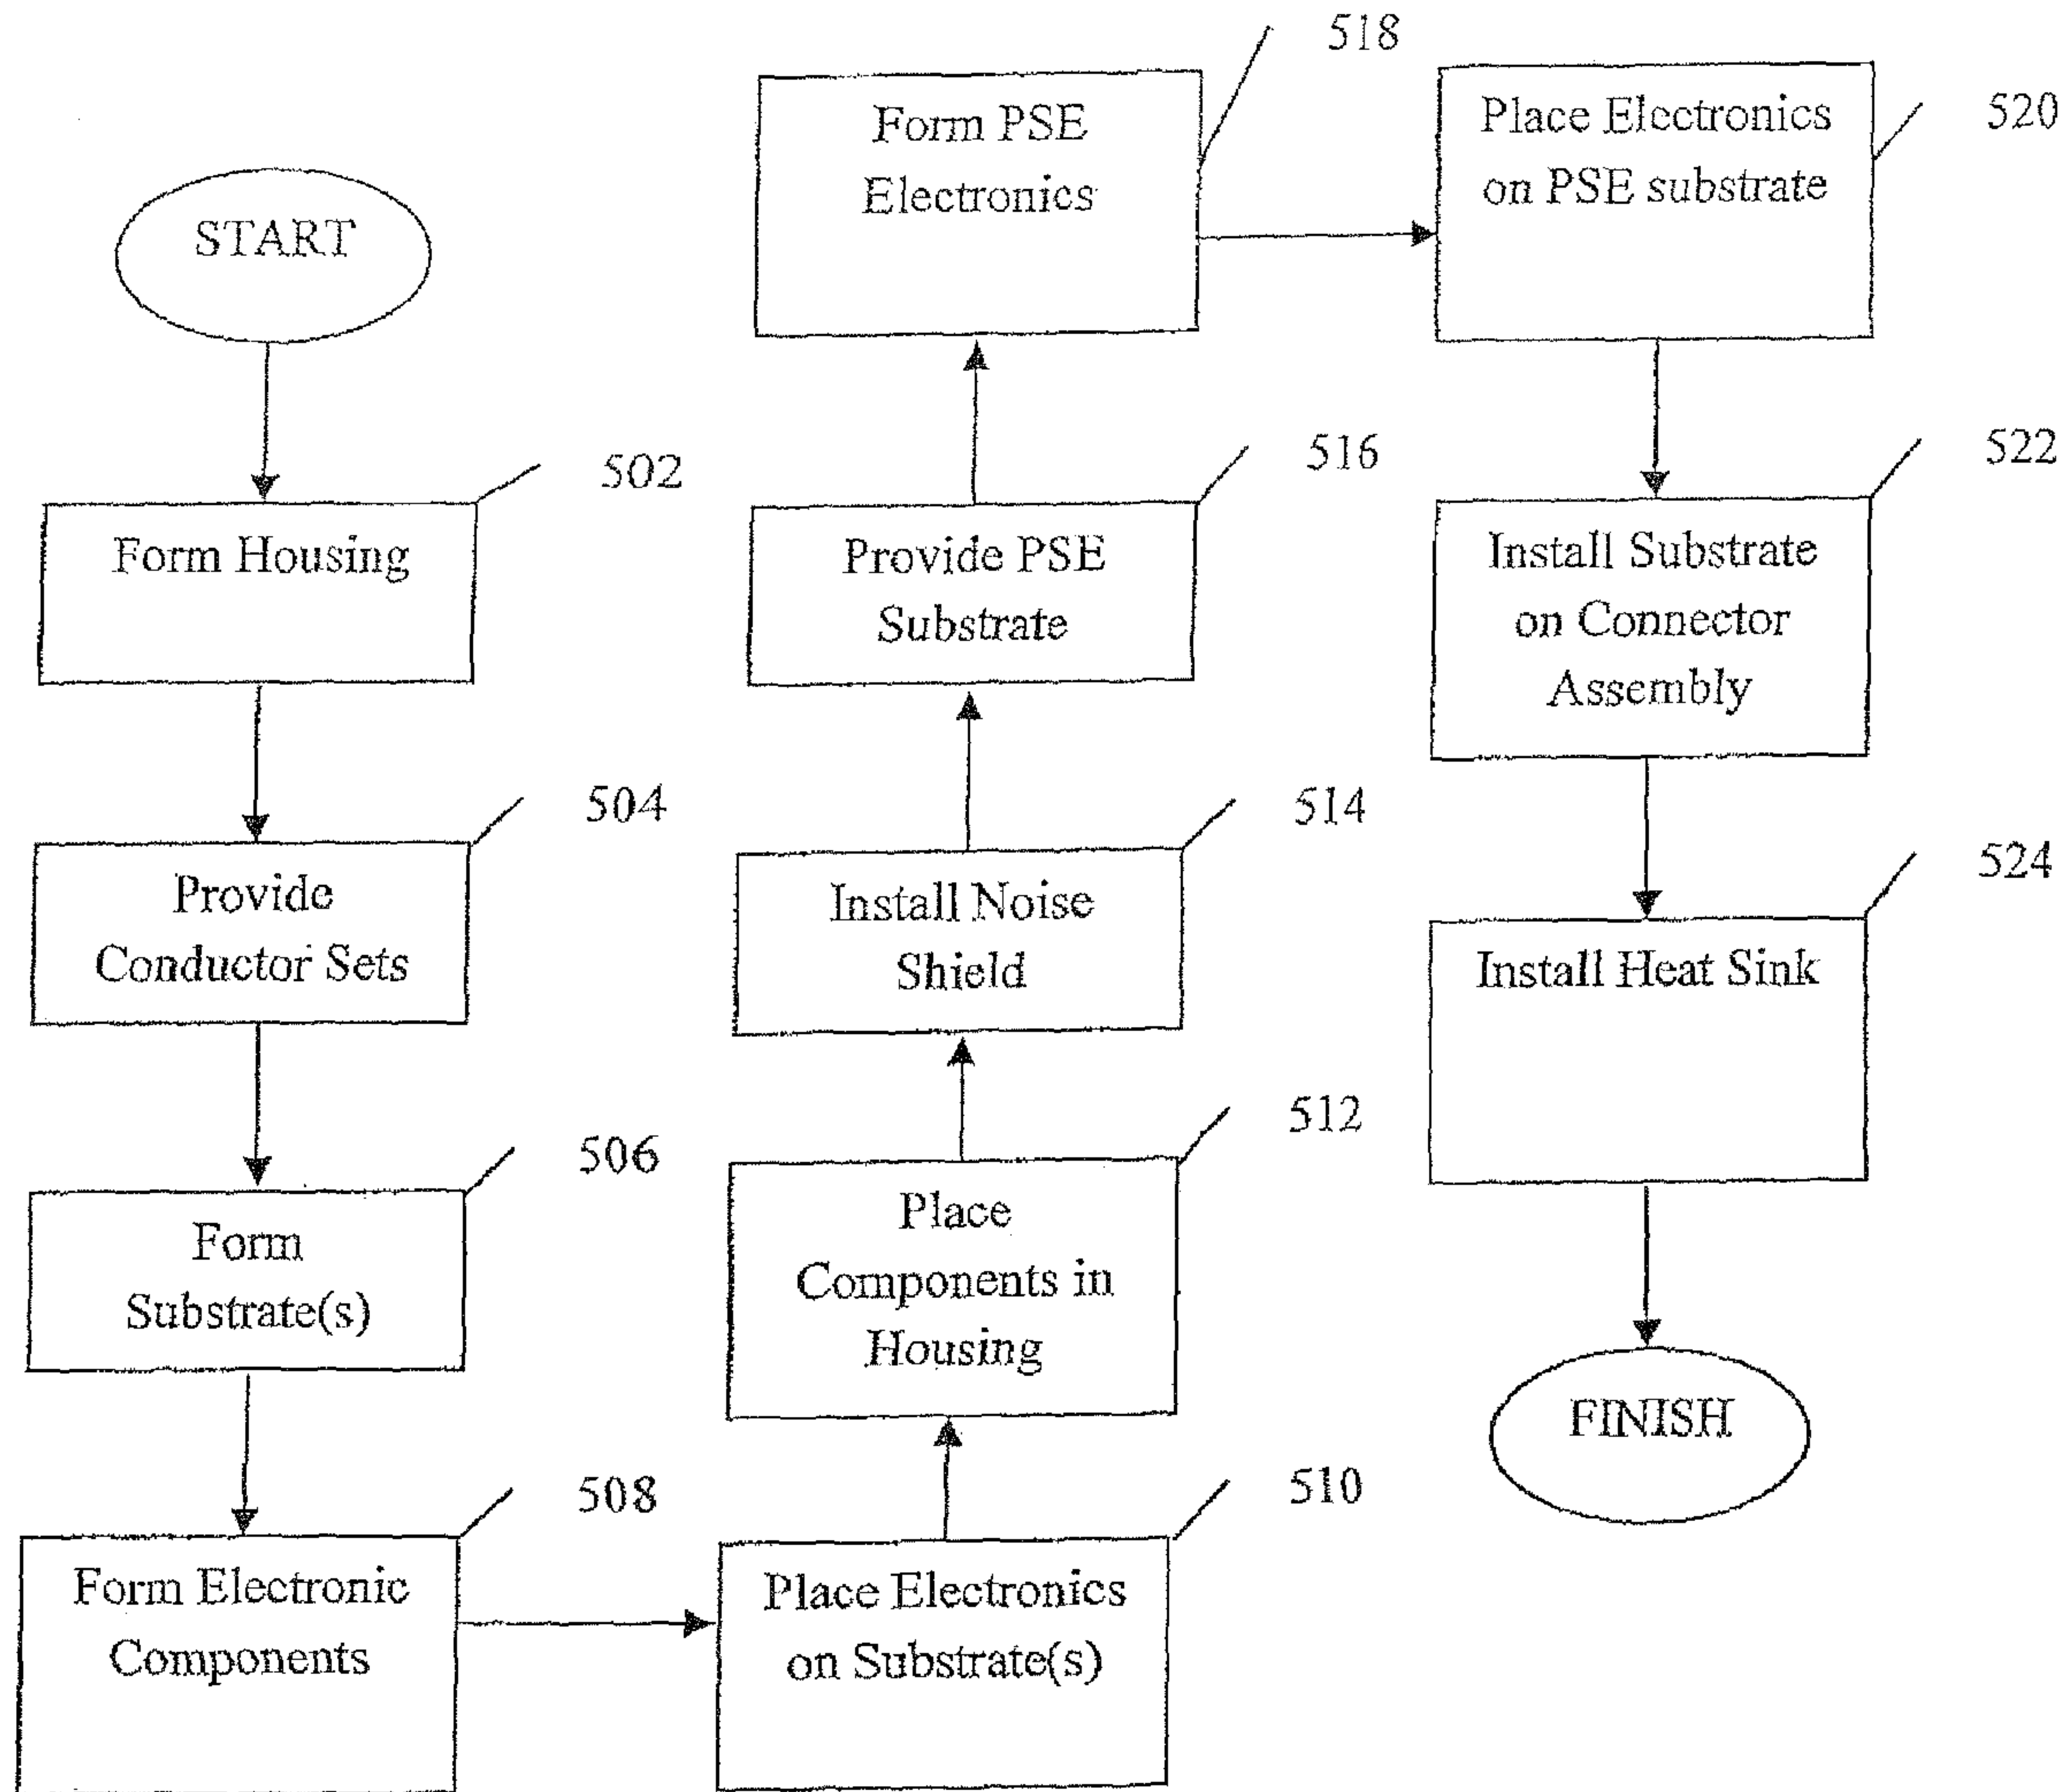 START
502
Form Housing
504
Provide
Conductor Sets
506
Form
Substrate(s)
508
Form Electronic
Components
510
Place Electronics
on Substrate(s)
512
Place
Components in
Housing
514
Install Noise
Shield
516
Provide PSE
Substrate
518
Form PSE
Electronics
520
Place Electronics
on PSE substrate
522
Install Substrate
on Connector
Assembly
524
Install Heat Sink
FINISH